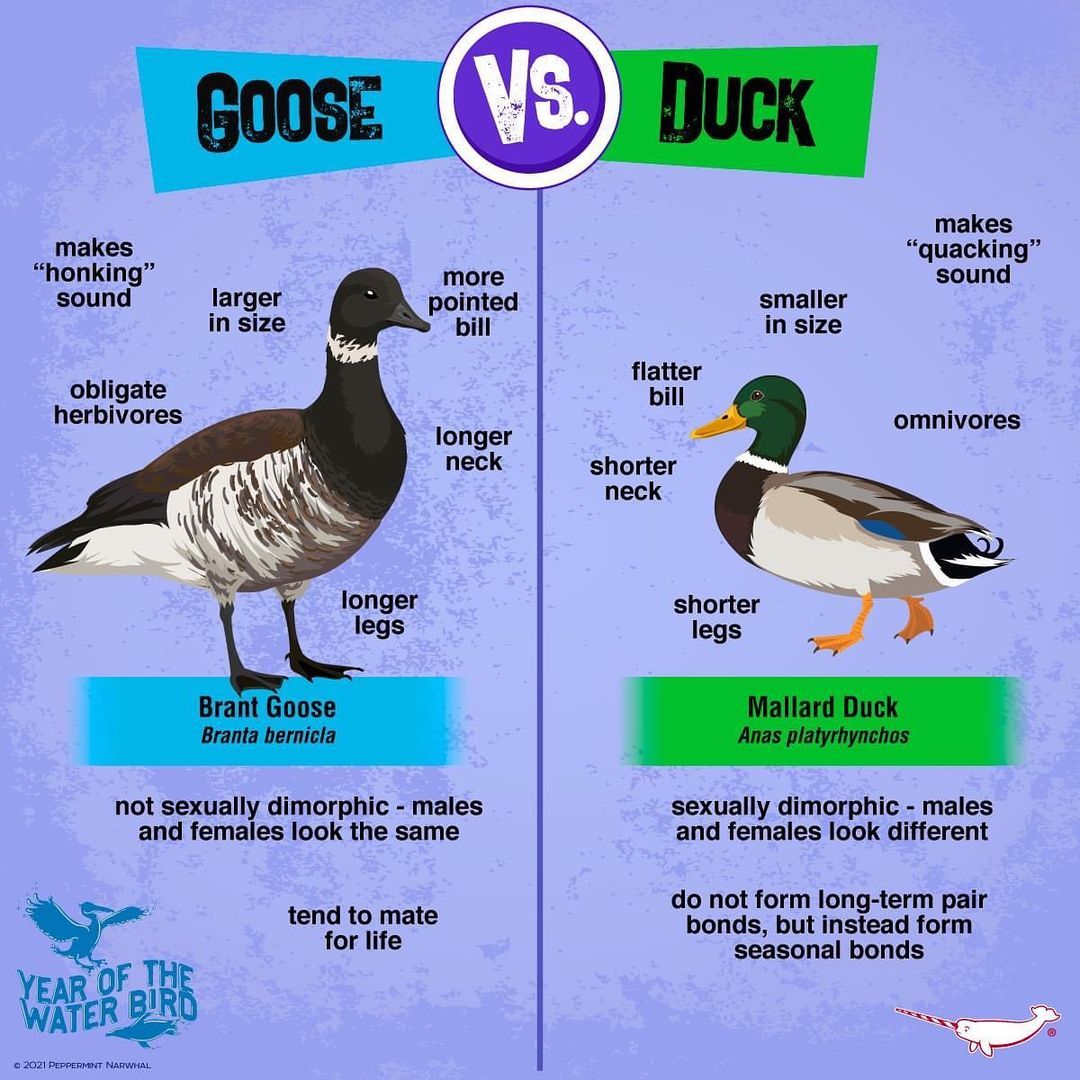 GOOSE
VS.
DUCK
makes
“honking”
sound
larger
in size
more
pointed
bill
obligate
herbivores
longer
neck
longer
legs
Brant Goose
Branta bernicla
not sexually dimorphic - males
and females look the same
tend to mate
for life
makes
“quacking”
sound
smaller
in size
flatter
bill
omnivores
shorter
neck
shorter
legs
Mallard Duck
Anas platyrhynchos
sexually dimorphic - males
and females look different
do not form long-term pair
bonds, but instead form
seasonal bonds
YEAR OF THE
WATER BIRD
© 2021 PEPPERMINT NARWHAL
®